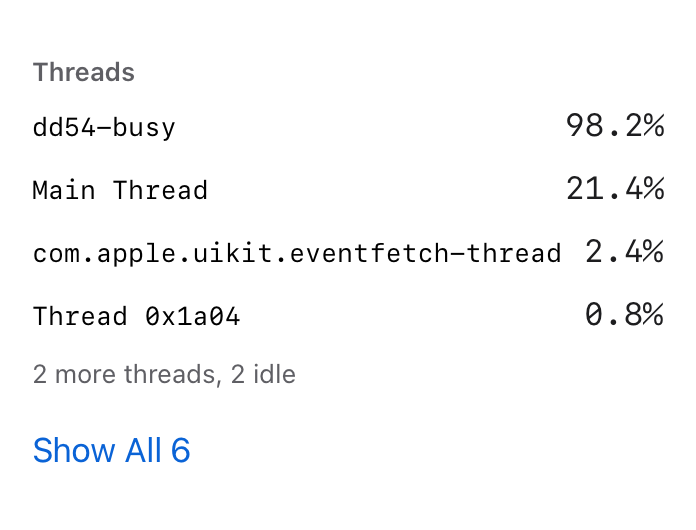 Threads
dd54-busy 98.2%
Main Thread 21.4%
com.apple.uikit.eventfetch-thread 2.4%
Thread 0x1a04 0.8%
2 more threads, 2 idle
Show All 6